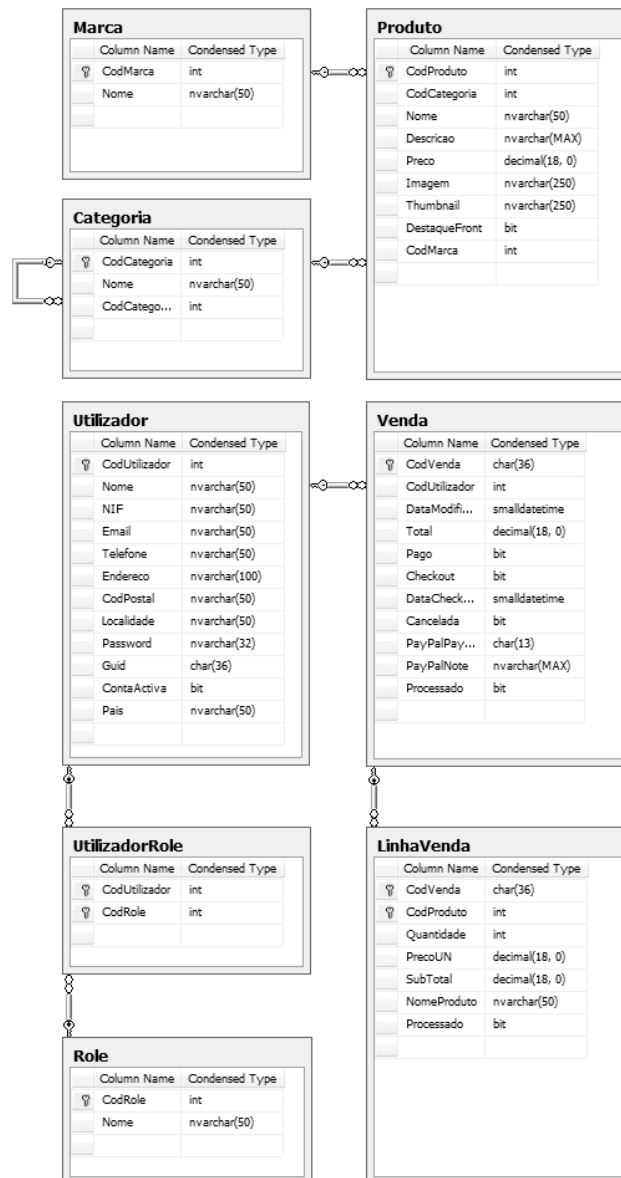 Marca
Column Name Condensed Type
CodMarca int
Nome nvarchar(50)
Produto
Column Name Condensed Type
CodProduto int
CodCategoria int
Nome nvarchar(50)
Descricao nvarchar(MAX)
Preco decimal(18, 0)
Imagem nvarchar(250)
Thumbnail nvarchar(250)
DestaqueFront bit
CodMarca int
Categoria
Column Name Condensed Type
CodCategoria int
Nome nvarchar(50)
CodCatego... int
Utilizador
Column Name Condensed Type
CodUtilizador int
Nome nvarchar(50)
NIF nvarchar(50)
Email nvarchar(50)
Telefone nvarchar(50)
Endereco nvarchar(100)
CodPostal nvarchar(50)
Localidade nvarchar(50)
Password nvarchar(32)
Guid char(36)
ContaActiva bit
Pais nvarchar(50)
Venda
Column Name Condensed Type
CodVenda char(36)
CodUtilizador int
DataModifi... smalldatetime
Total decimal(18, 0)
Pago bit
Checkout bit
DataCheck... smalldatetime
Cancelada bit
PayPalPay... char(13)
PayPalNote nvarchar(MAX)
Processado bit
UtilizadorRole
Column Name Condensed Type
CodUtilizador int
CodRole int
LinhaVenda
Column Name Condensed Type
CodVenda char(36)
CodProduto int
Quantidade int
PrecoUN decimal(18, 0)
SubTotal decimal(18, 0)
NomeProduto nvarchar(50)
Processado bit
Role
Column Name Condensed Type
CodRole int
Nome nvarchar(50)